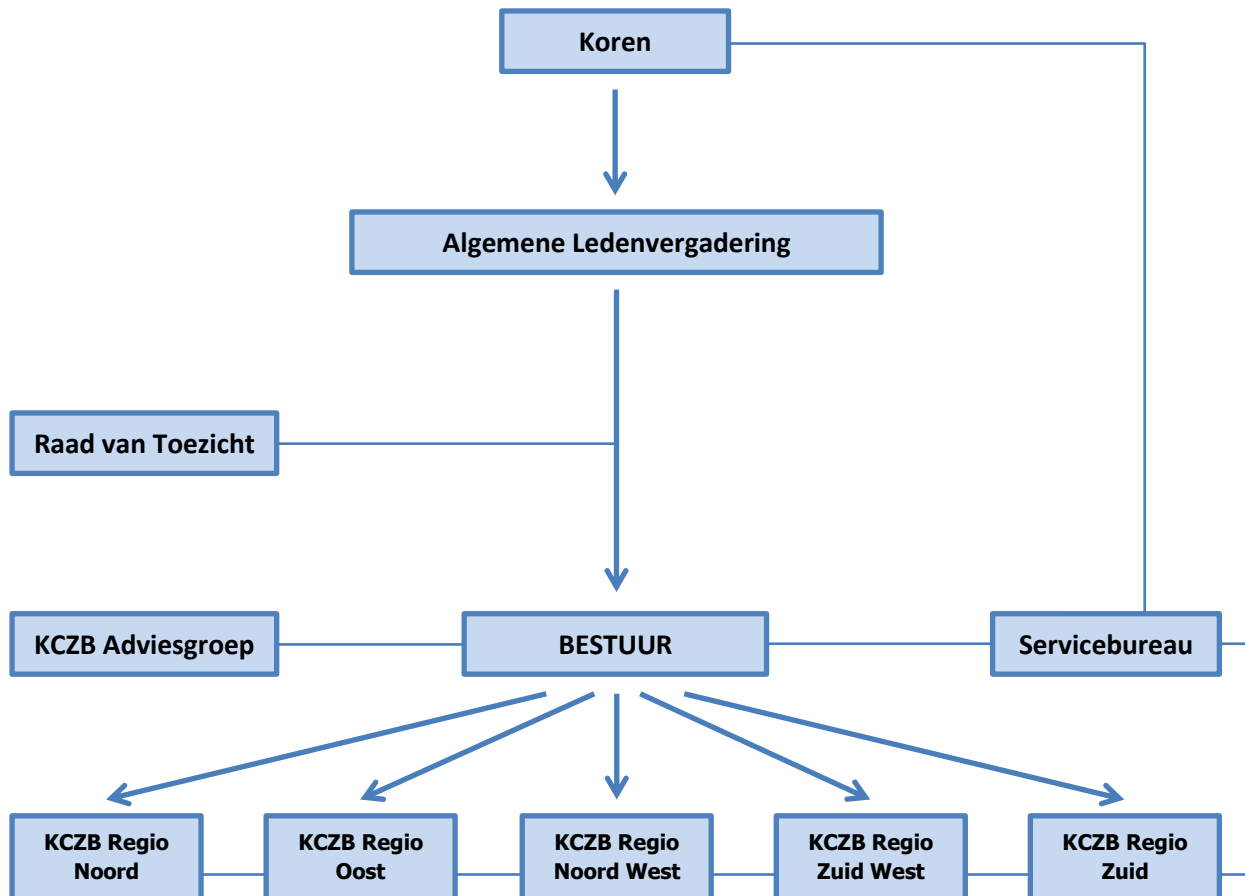 Koren
Algemene Ledenvergadering
Raad van Toezicht
KCZB Adviesgroep
BESTUUR
Servicebureau
KCZB Regio
Noord
KCZB Regio
Oost
KCZB Regio
Noord West
KCZB Regio
Zuid West
KCZB Regio
Zuid